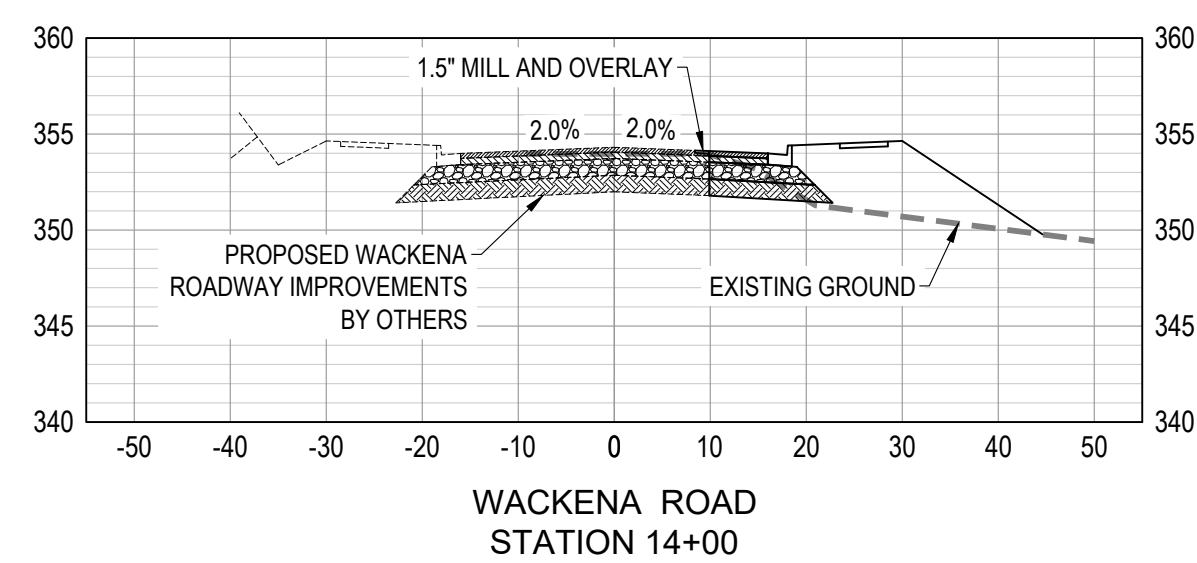 360 360
1.5" MILL AND OVERLAY
355 2.0% 2.0% 355
350 350
PROPOSED WACKENA
ROADWAY IMPROVEMENTS
BY OTHERS
EXISTING GROUND
345 345
340 340
-50 -40 -30 -20 -10 0 10 20 30 40 50
WACKENA ROAD
STATION 14+00